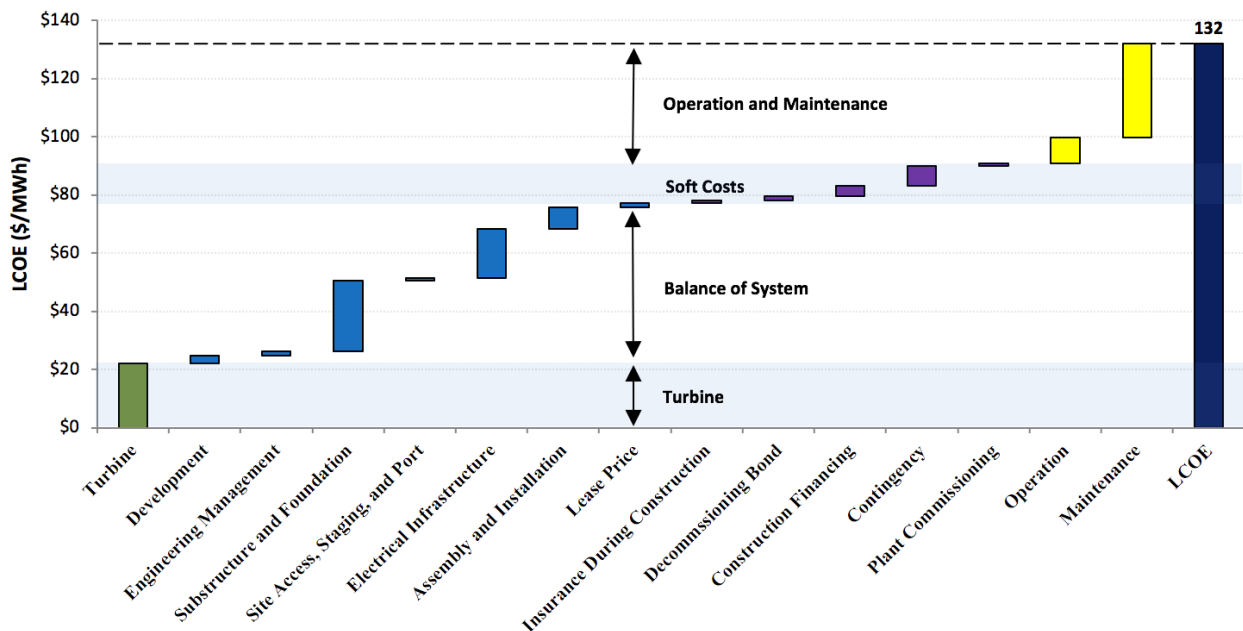 $140
132
$120
Operation and Maintenance
$100
$80
Soft Costs
$60
Balance of System
$40
$20
Turbine
$0
LCOE ($/MWh)
Turbine
Development
Engineering Management
Substructure and Foundation
Site Access, Staging, and Port
Electrical Infrastructure
Assembly and Installation
Lease Price
Insurance During Construction
Decommssioning Bond
Construction Financing
Contingency
Plant Commissioning
Operation
Maintenance
LCOE